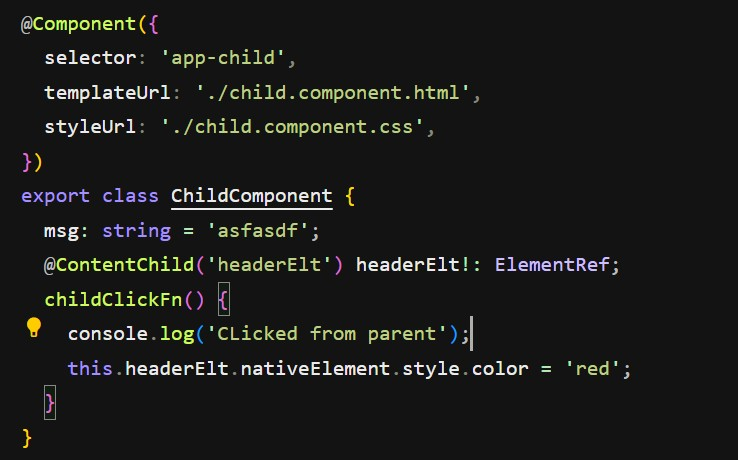 @Component({
  selector: 'app-child',
  templateUrl: './child.component.html',
  styleUrl: './child.component.css',
})
export class ChildComponent {
  msg: string = 'asfasdf';
  @ContentChild('headerElt') headerElt!: ElementRef;
  childClickFn() {
    console.log('CLicked from parent');
    this.headerElt.nativeElement.style.color = 'red';
  }
}